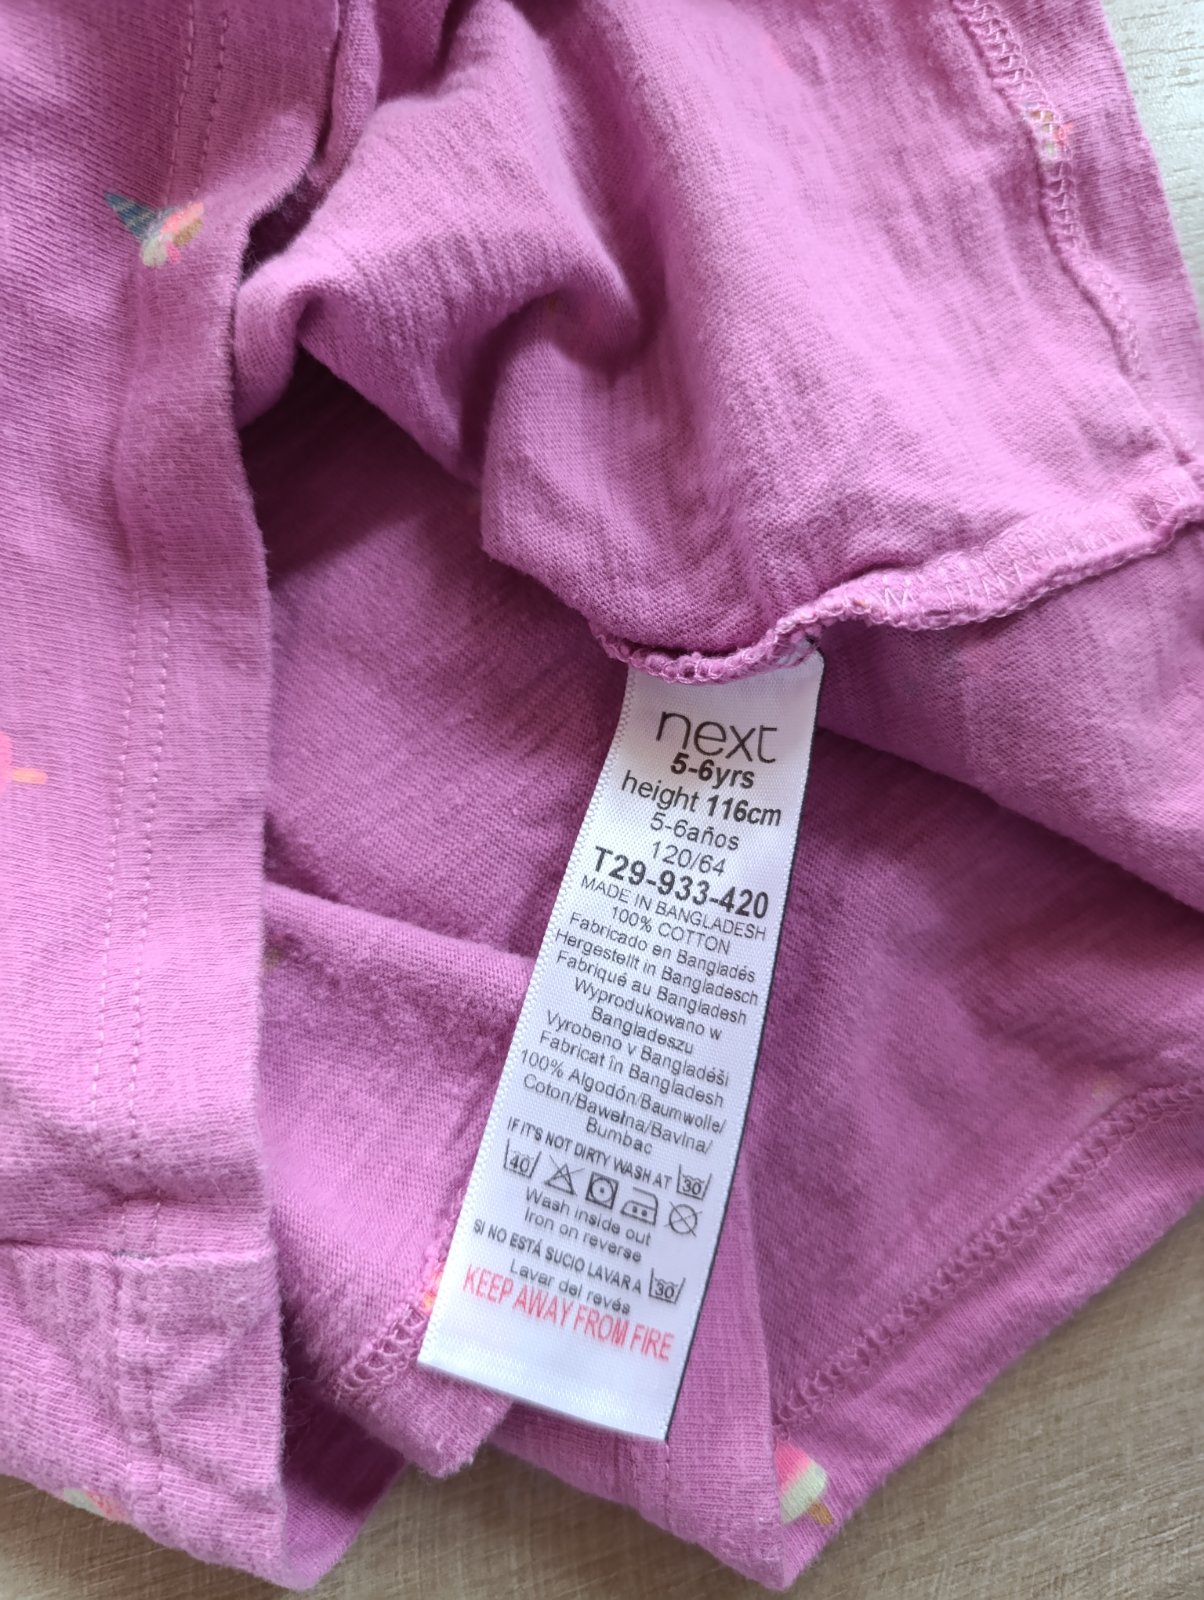 next
5-6yrs
height 116cm
5-6años
120/64
T29-933-420
MADE IN BANGLADESH
100% COTTON
Fabricado en Bangladés
Hergestellt in Bangladesch
Fabriqué au Bangladesh
Wyprodukowano w
Bangladeszu
Vyrobeno v Bangladéši
Fabricat în Bangladesh
100% Algodón/Baumwolle/
Coton/Bawełna/Bavlna/
Bumbac
IF IT'S NOT DIRTY WASH AT 30
40
Wash inside out
Iron on reverse
SI NO ESTÁ SUCIO LAVAR A 30
Lavar del revés
KEEP AWAY FROM FIRE